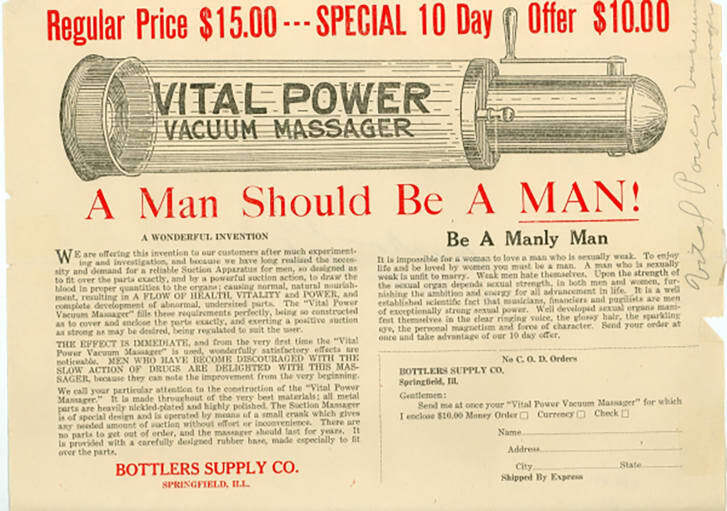 Regular Price $15.00 --- SPECIAL 10 Day Offer $10.00
VITAL POWER
VACUUM MASSAGER
A Man Should Be A MAN!
A WONDERFUL INVENTION
WE are offering this invention to our customers after much experiment-
ing and investigation, and because we have long realized the neces-
sity and demand for a reliable Suction Apparatus for men, so designed as
to fit over the parts exactly, and by a powerful suction action, to draw the
blood in proper quantities to the organs; causing normal, natural nourish-
ment, resulting in A FLOW OF HEALTH, VITALITY and POWER, and
complete development of abnormal, undersized parts. The "Vital Power
Vacuum Massager" fills these requirements perfectly, being so constructed
as to cover and enclose the parts exactly, and exerting a positive suction
as strong as may be desired, being regulated to suit the user.
THE EFFECT IS IMMEDIATE, and from the very first time the "Vital
Power Vacuum Massager" is used, wonderfully satisfactory effects are
noticeable. MEN WHO HAVE BECOME DISCOURAGED WITH THE
SLOW ACTION OF DRUGS ARE DELIGHTED WITH THIS MAS-
SAGER, because they can note the improvement from the very beginning.
We call your particular attention to the construction of the "Vital Power
Massager." It is made throughout of the very best materials; all metal
parts are heavily nickled-plated and highly polished. The Suction Massager
is of special design and is operated by means of a small crank which gives
any needed amount of suction without effort or inconvenience. There are
no parts to get out of order, and the massager should last for years. It
is provided with a carefully designed rubber base, made especially to fit
over the parts.
BOTTLERS SUPPLY CO.
SPRINGFIELD, ILL.
Be A Manly Man
It is impossible for a woman to love a man who is sexually weak. To enjoy
life and be loved by women you must be a man. A man who is sexually
weak is unfit to marry. Weak men hate themselves. Upon the strength of
the sexual organ depends sexual strength, in both men and women, fur-
nishing the ambition and energy for all advancement in life. It is a well
established scientific fact that musicians, financiers and pugilists are men
of exceptionally strong sexual power. Well developed sexual organs mani-
fest themselves in the clear ringing voice, the glossy hair, the sparkling
eye, the personal magnetism and force of character. Send your order at
once and take advantage of our 10 day offer.
No C. O. D. Orders
BOTTLERS SUPPLY CO.
Springfield, Ill.
Gentlemen:
Send me at once your "Vital Power Vacuum Massager" for which
I enclose $10.00 Money Order □ Currency □ Check □
Name
Address
City State
Shipped By Express
Vital Power Vacuum
Massager